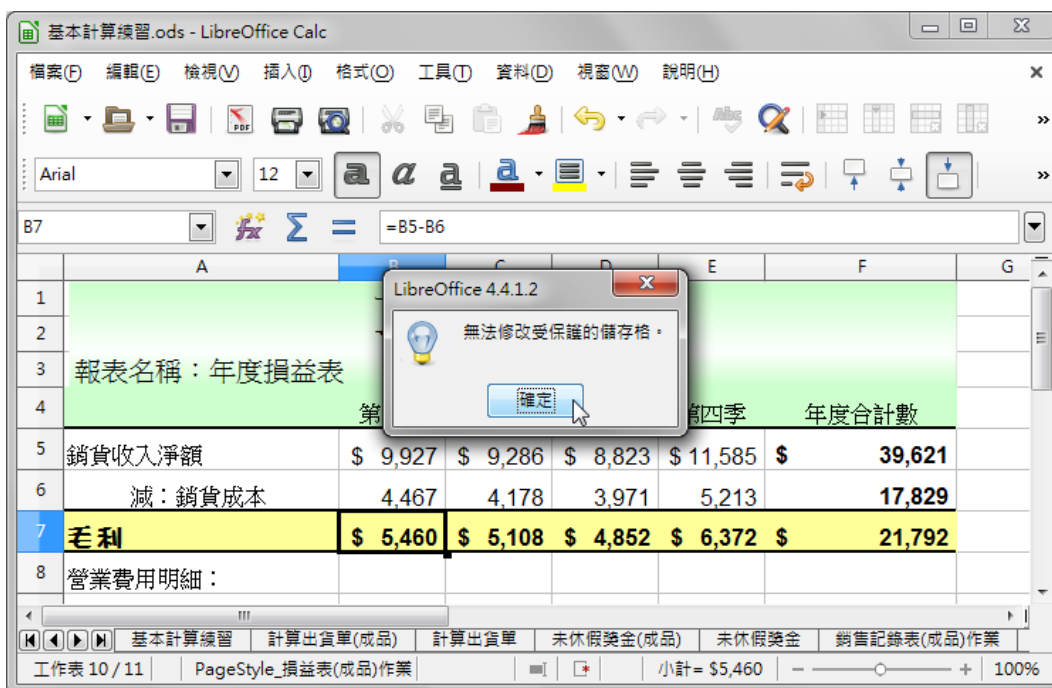 基本計算練習.ods - LibreOffice Calc
檔案(F) 編輯(E) 檢視(V) 插入(I) 格式(O) 工具(T) 資料(D) 視窗(W) 說明(H)
PDF Abc
Arial 12 a a a a
B7 =B5-B6
A B C D E F G
LibreOffice 4.4.1.2
無法修改受保護的儲存格。
確定
1
2
3 報表名稱：年度損益表
4 第 第四季 年度合計數
5 銷貨收入淨額 $ 9,927 $ 9,286 $ 8,823 $ 11,585 $ 39,621
6 減：銷貨成本 4,467 4,178 3,971 5,213 17,829
7 毛利 $ 5,460 $ 5,108 $ 4,852 $ 6,372 $ 21,792
8 營業費用明細：
基本計算練習 計算出貨單(成品) 計算出貨單 未休假獎金(成品) 未休假獎金 銷售記錄表(成品)作業
工作表 10 / 11 PageStyle_損益表(成品)作業 小計= $5,460 100%